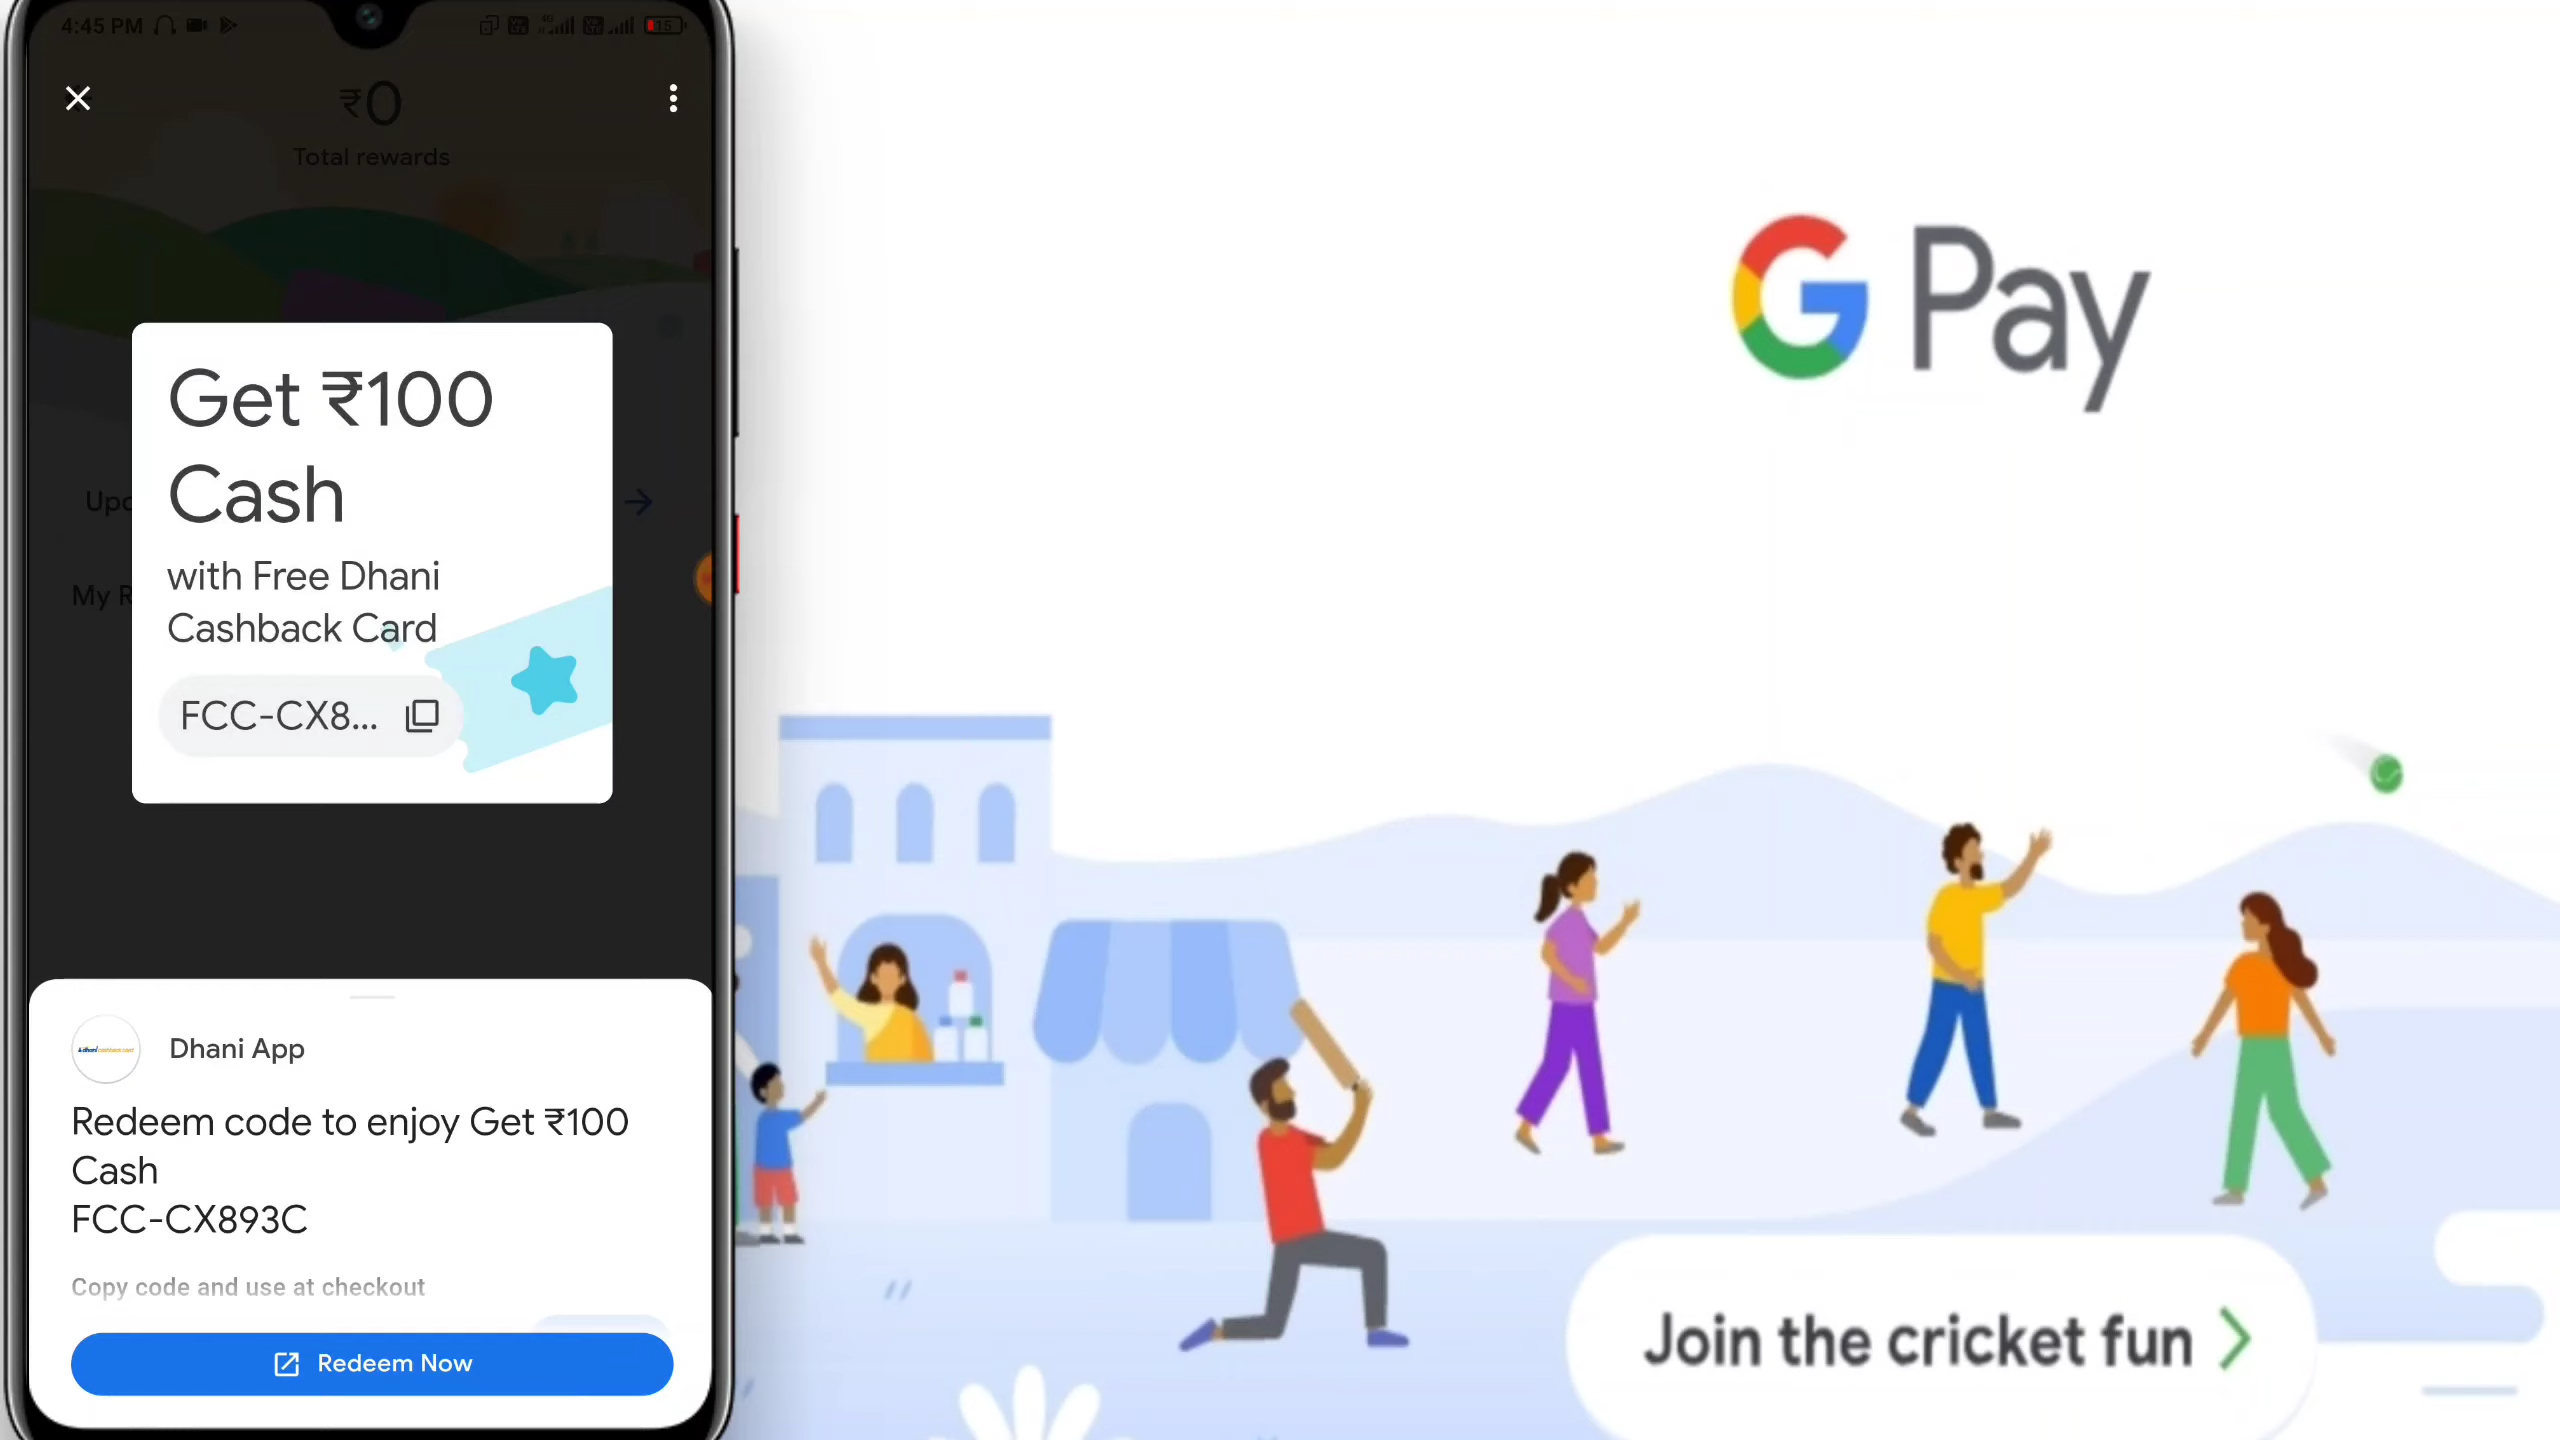 4:45 PM
15
₹0
Total rewards
Get ₹100
Cash
with Free Dhani
Cashback Card
FCC-CX8...
Dhani App
Redeem code to enjoy Get ₹100
Cash
FCC-CX893C
Copy code and use at checkout
Redeem Now
G Pay
Join the cricket fun